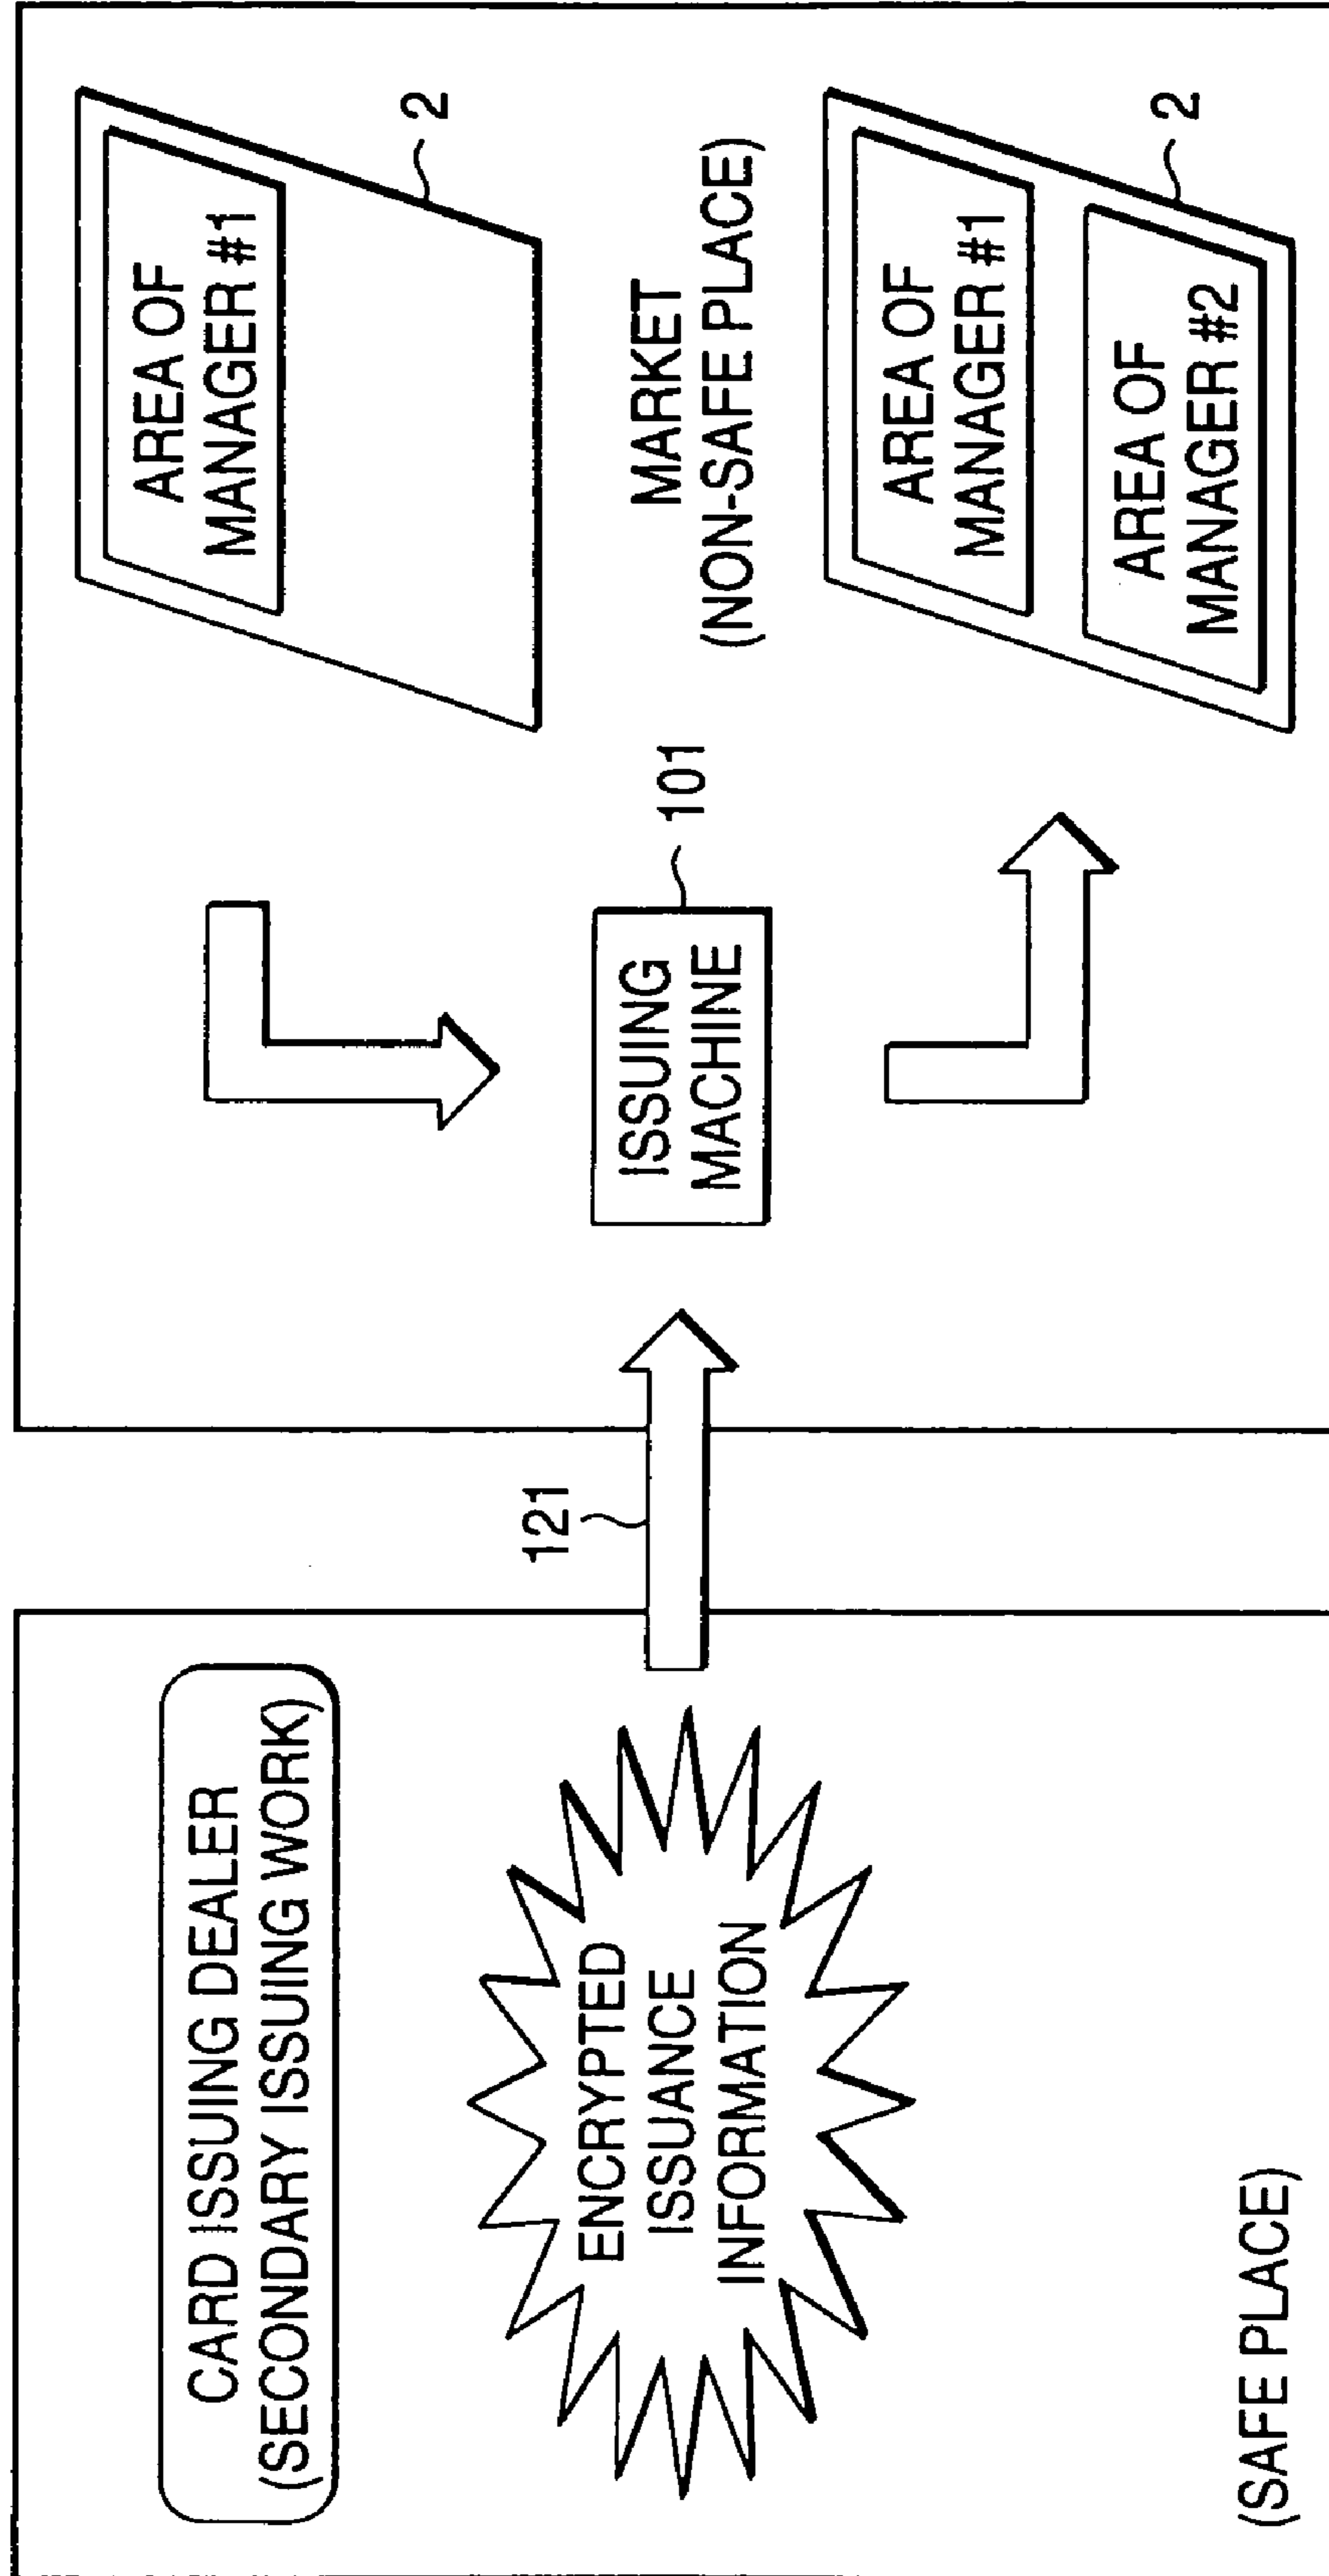 CARD ISSUING DEALER
(SECONDARY ISSUING WORK)
ENCRYPTED
ISSUANCE
INFORMATION
(SAFE PLACE)
121
ISSUING
MACHINE
101
AREA OF
MANAGER #1
2
MARKET
(NON-SAFE PLACE)
AREA OF
MANAGER #1
AREA OF
MANAGER #2
2